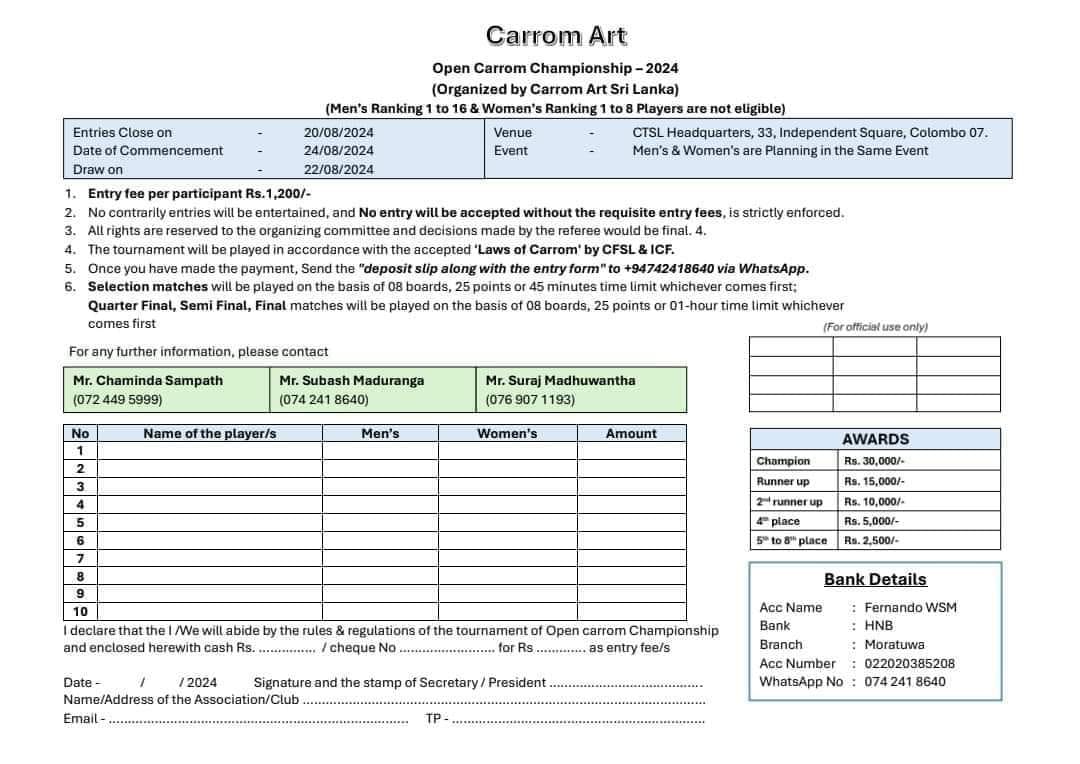 Carrom Art
Open Carrom Championship – 2024
(Organized by Carrom Art Sri Lanka)
(Men's Ranking 1 to 16 & Women's Ranking 1 to 8 Players are not eligible)
Entries Close on - 20/08/2024
Date of Commencement - 24/08/2024
Draw on - 22/08/2024
Venue - CTSL Headquarters, 33, Independent Square, Colombo 07.
Event - Men's & Women's are Planning in the Same Event
1. Entry fee per participant Rs.1,200/-
2. No contrarily entries will be entertained, and No entry will be accepted without the requisite entry fees, is strictly enforced.
3. All rights are reserved to the organizing committee and decisions made by the referee would be final. 4.
4. The tournament will be played in accordance with the accepted 'Laws of Carrom' by CFSL & ICF.
5. Once you have made the payment, Send the "deposit slip along with the entry form" to +94742418640 via WhatsApp.
6. Selection matches will be played on the basis of 08 boards, 25 points or 45 minutes time limit whichever comes first;
Quarter Final, Semi Final, Final matches will be played on the basis of 08 boards, 25 points or 01-hour time limit whichever
comes first
(For official use only)
For any further information, please contact
Mr. Chaminda Sampath Mr. Subash Maduranga Mr. Suraj Madhuwantha
(072 449 5999) (074 241 8640) (076 907 1193)
No Name of the player/s Men's Women's Amount
1
2
3
4
5
6
7
8
9
10
AWARDS
Champion Rs. 30,000/-
Runner up Rs. 15,000/-
2nd runner up Rs. 10,000/-
4th place Rs. 5,000/-
5th to 8th place Rs. 2,500/-
Bank Details
Acc Name : Fernando WSM
Bank : HNB
Branch : Moratuwa
Acc Number : 022020385208
WhatsApp No : 074 241 8640
I declare that the I /We will abide by the rules & regulations of the tournament of Open carrom Championship
and enclosed herewith cash Rs. .............. / cheque No .......................... for Rs ............. as entry fee/s
Date - / / 2024 Signature and the stamp of Secretary / President .........................................
Name/Address of the Association/Club ..........................................................................................
Email - ................................................................................ TP - ...................................................................